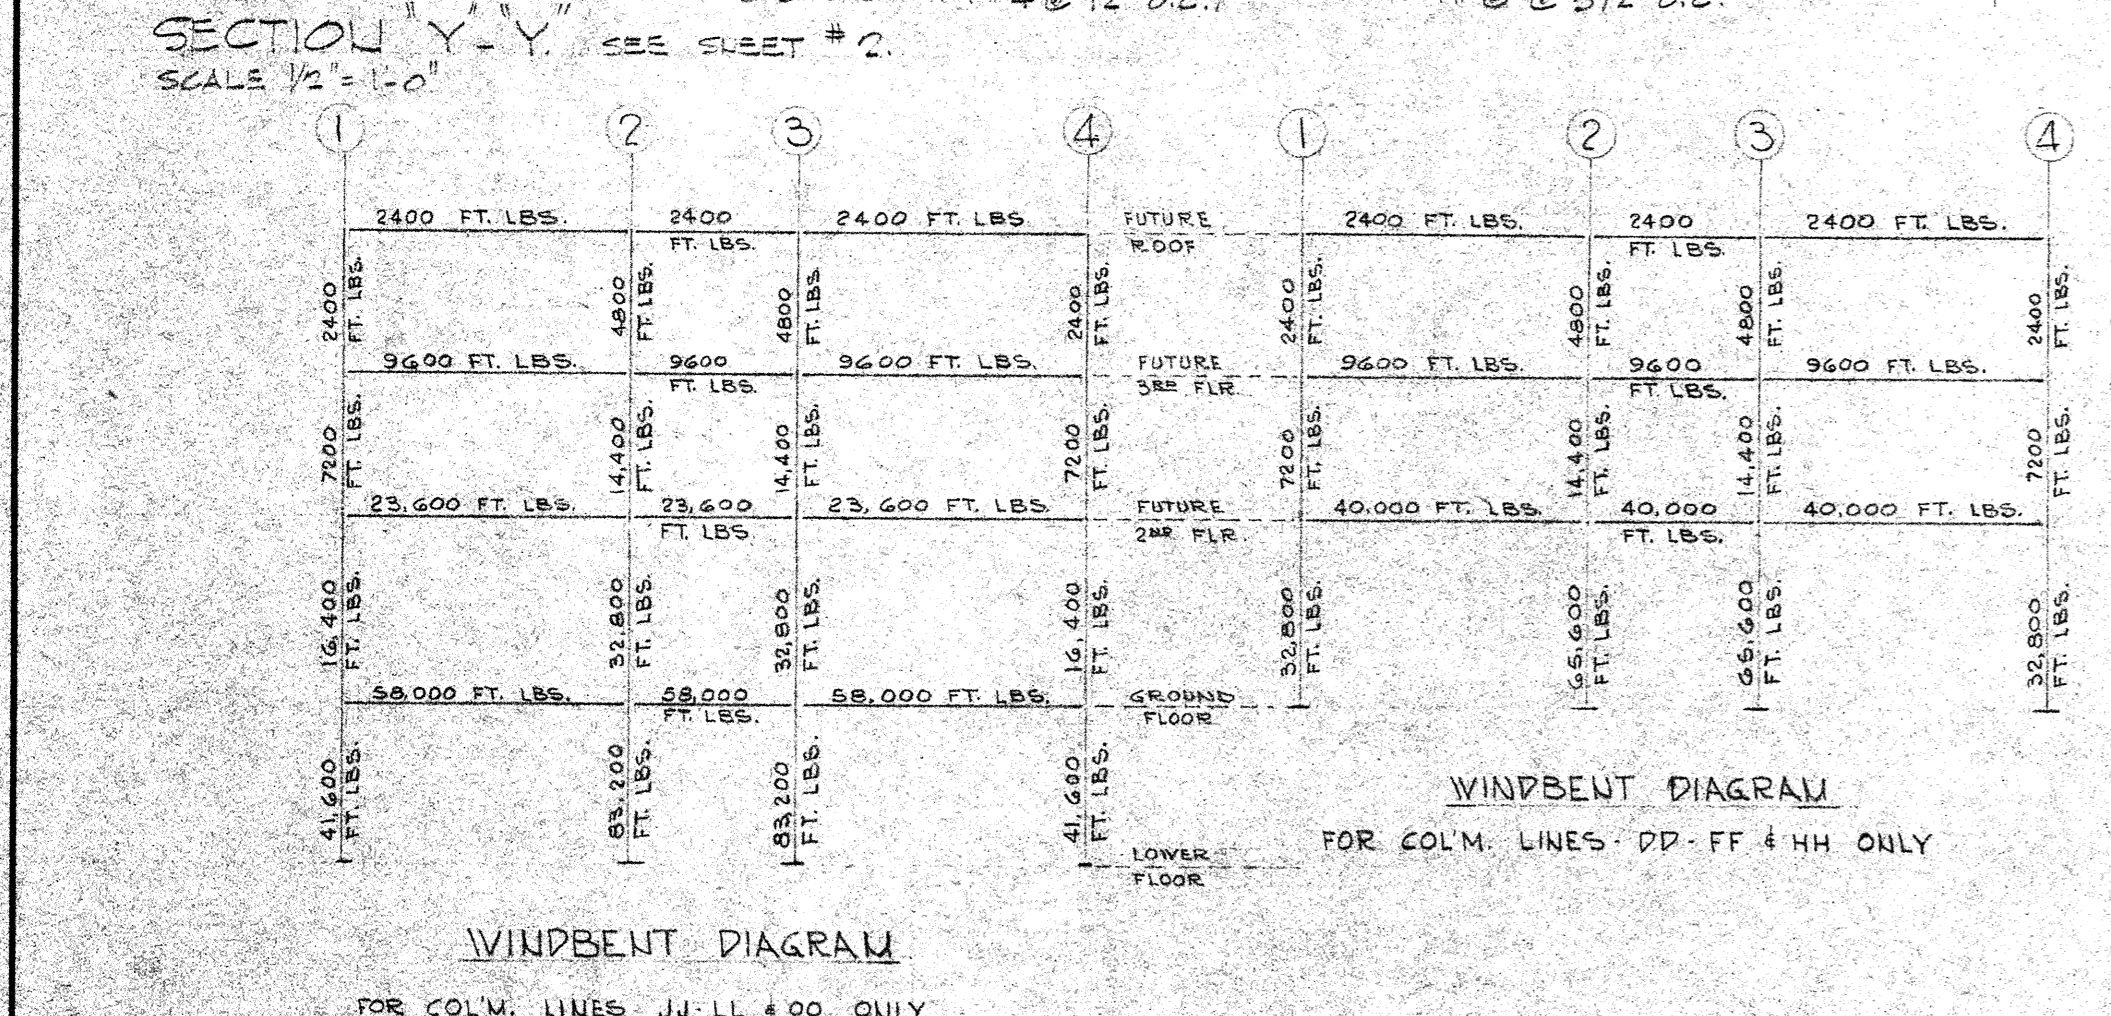 SECTION "Y"-"Y". SEE SHEET #2.
SCALE 1/2"=1'-0"
1 2 3 4 1 2 3 4
2400 FT. LBS. 2400 FT. LBS. 2400 FT. LBS
FUTURE ROOF
2400 FT. LBS. 2400 FT. LBS. 2400 FT. LBS.
2400 FT. LBS.
4800 FT. LBS.
4800 FT. LBS
2400 FT. LBS.
2400 FT. LBS.
4800 FT. LBS.
4800 FT. LBS.
2400 FT. LBS.
9600 FT. LBS. 9600 FT. LBS. 9600 FT. LBS.
FUTURE 3RD FLR.
9600 FT. LBS. 9600 FT. LBS. 9600 FT. LBS.
7200 FT. LBS.
14,400 FT. LBS.
14,400 FT. LBS.
7200 FT. LBS.
7200 FT. LBS.
14,400 FT. LBS.
14,400 FT. LBS.
7200 FT. LBS.
23,600 FT. LBS. 23,600 FT. LBS. 23,600 FT. LBS.
FUTURE 2ND FLR.
40,000 FT. LBS. 40,000 FT. LBS. 40,000 FT. LBS.
16,400 FT. LBS.
32,800 FT. LBS.
32,800 FT. LBS.
16,400 FT. LBS.
32,800 FT. LBS.
65,600 FT. LBS.
65,600 FT. LBS.
32,800 FT. LBS.
58,000 FT. LBS. 58,000 FT. LBS. 58,000 FT. LBS.
GROUND FLOOR
41,600 FT. LBS.
83,200 FT. LBS.
83,200 FT. LBS.
41,600 FT. LBS.
LOWER FLOOR
WINDBENT DIAGRAM
FOR COL'M. LINES - DD - FF & HH ONLY
WINDBENT DIAGRAM
FOR COL'M. LINES JJ-LL & OO ONLY